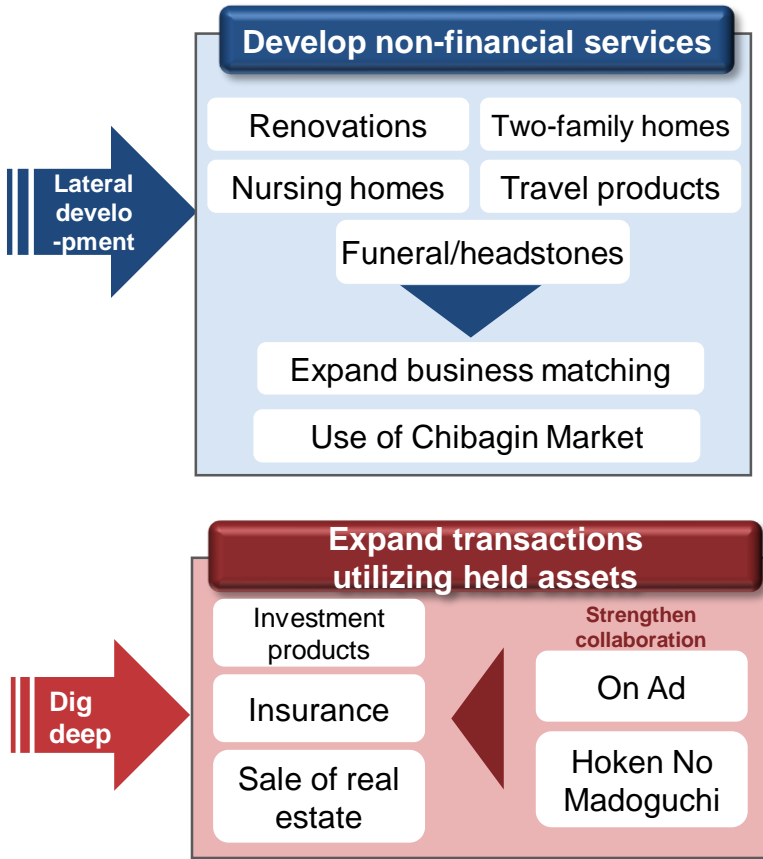 Develop non-financial services
Renovations
Two-family homes
Lateral
develo
-pment
Nursing homes
Travel products
Funeral/headstones
Expand business matching
Use of Chibagin Market
Expand transactions
utilizing held assets
Dig
deep
Investment
products
Insurance
Sale of real
estate
Strengthen
collaboration
On Ad
Hoken No
Madoguchi